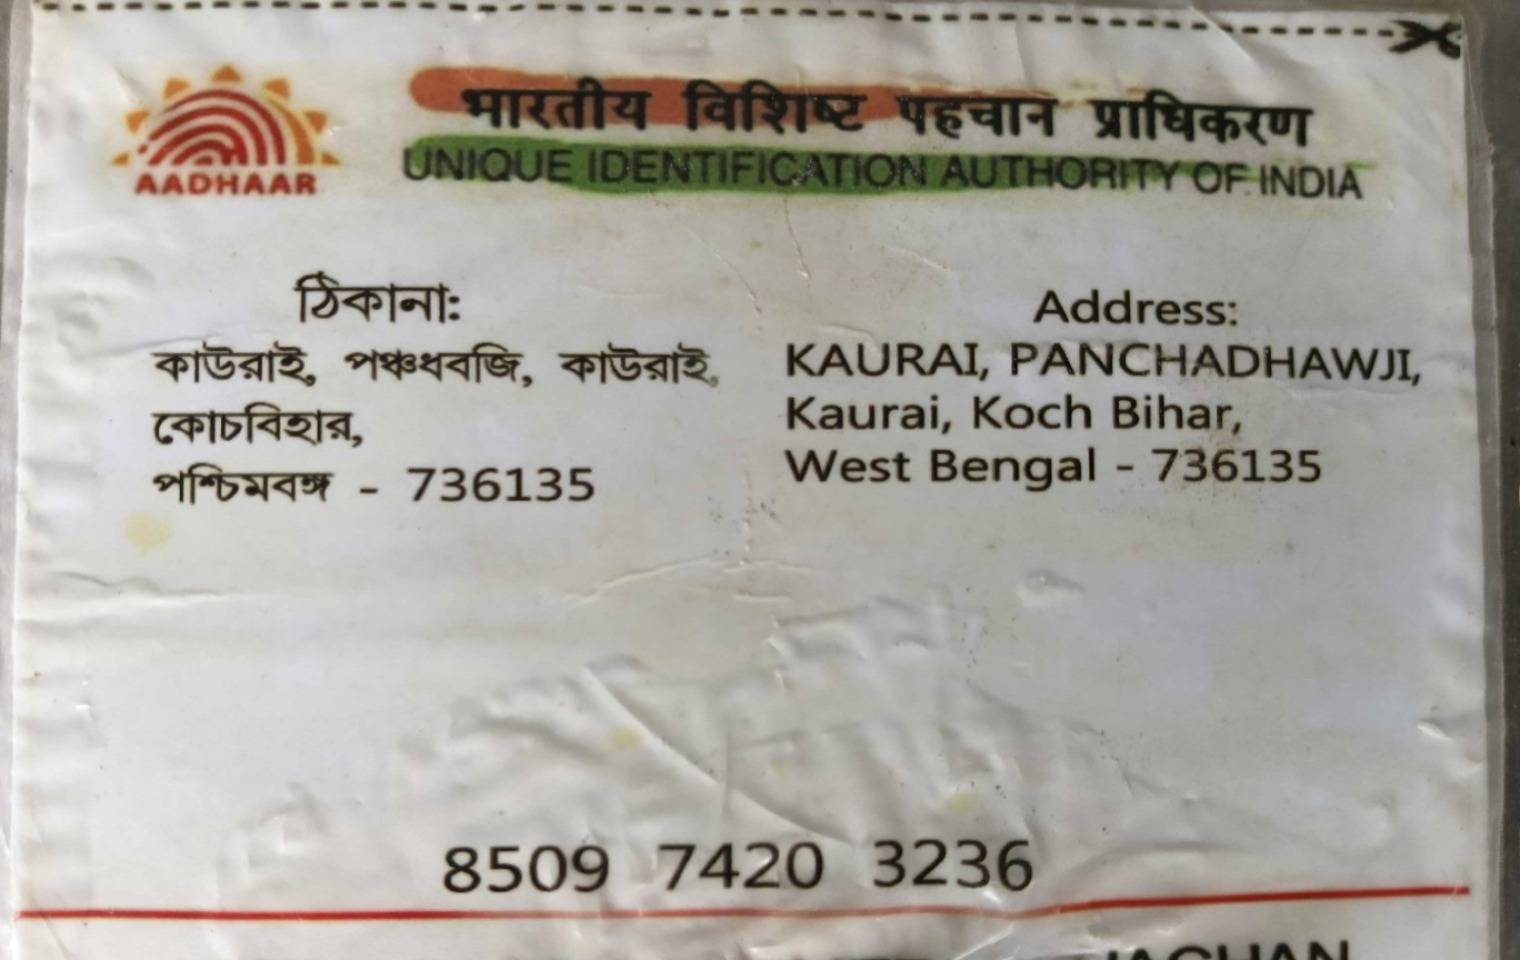 भारतीय विशिष्ट पहचान प्राधिकरण
AADHAAR
UNIQUE IDENTIFICATION AUTHORITY OF INDIA
ঠিকানা:
কাউরাই, পঞ্চধবজি, কাউরাই,
কোচবিহার,
পশ্চিমবঙ্গ - 736135
Address:
KAURAI, PANCHADHAWJI,
Kaurai, Koch Bihar,
West Bengal - 736135
8509 7420 3236